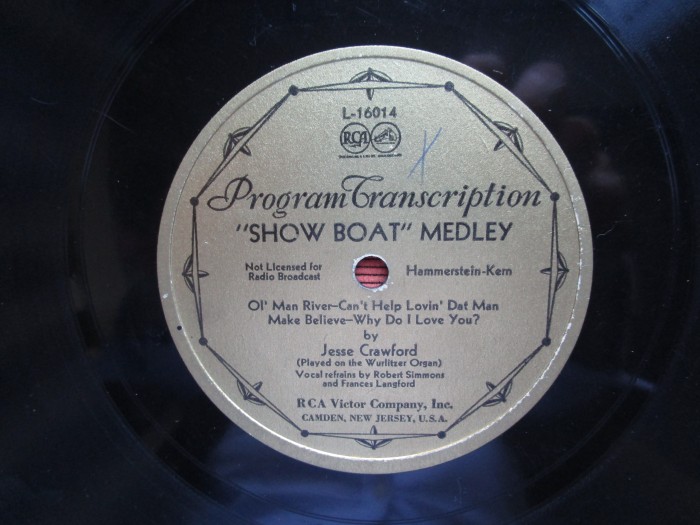 L-16014
RCA
Program Transcription
"SHOW BOAT" MEDLEY
Not Licensed for
Radio Broadcast
Hammerstein-Kern
Ol' Man River—Can't Help Lovin' Dat Man
Make Believe—Why Do I Love You?
by
Jesse Crawford
(Played on the Wurlitzer Organ)
Vocal refrains by Robert Simmons
and Frances Langford
RCA Victor Company, Inc.
CAMDEN, NEW JERSEY, U.S.A.